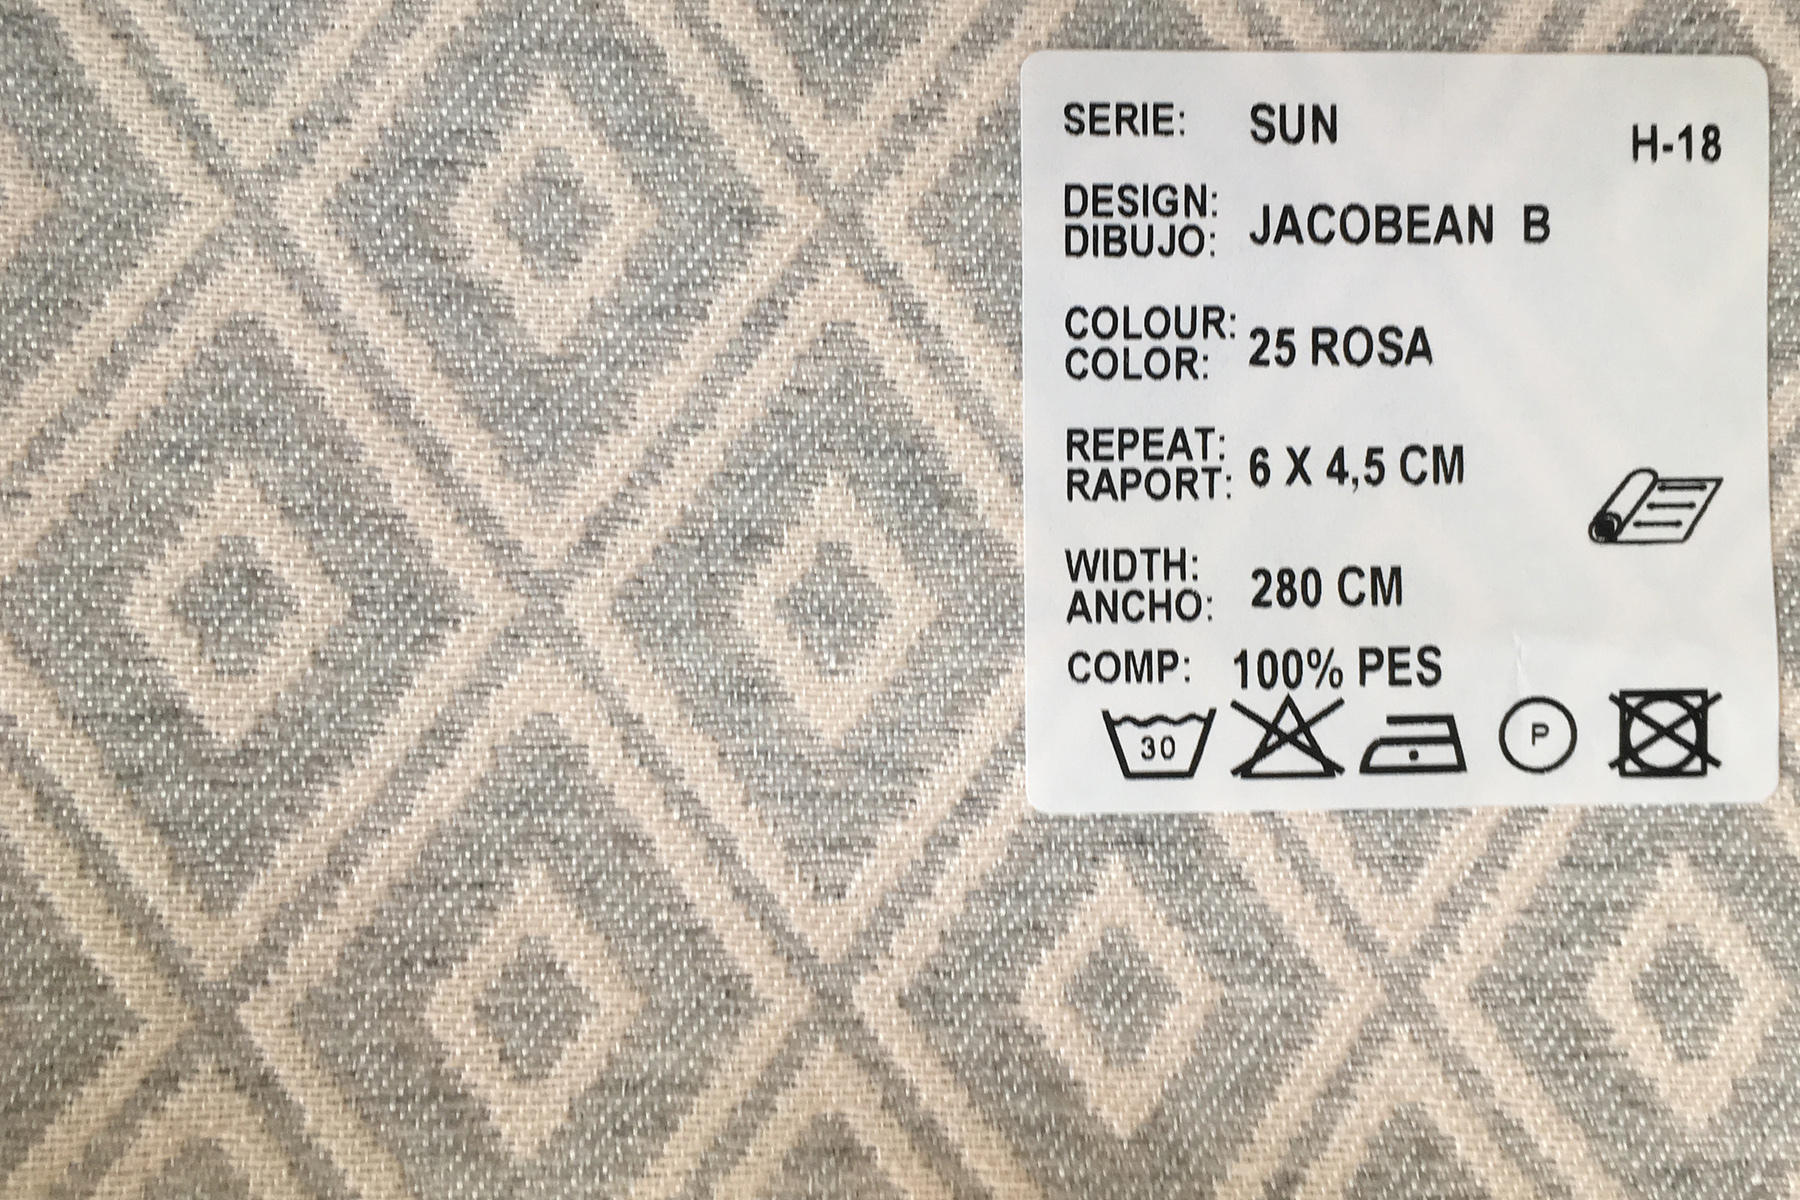 SERIE: SUN H-18
DESIGN:
DIBUJO: JACOBEAN B
COLOUR:
COLOR: 25 ROSA
REPEAT:
RAPORT: 6 X 4,5 CM
WIDTH:
ANCHO: 280 CM
COMP: 100% PES
30 P